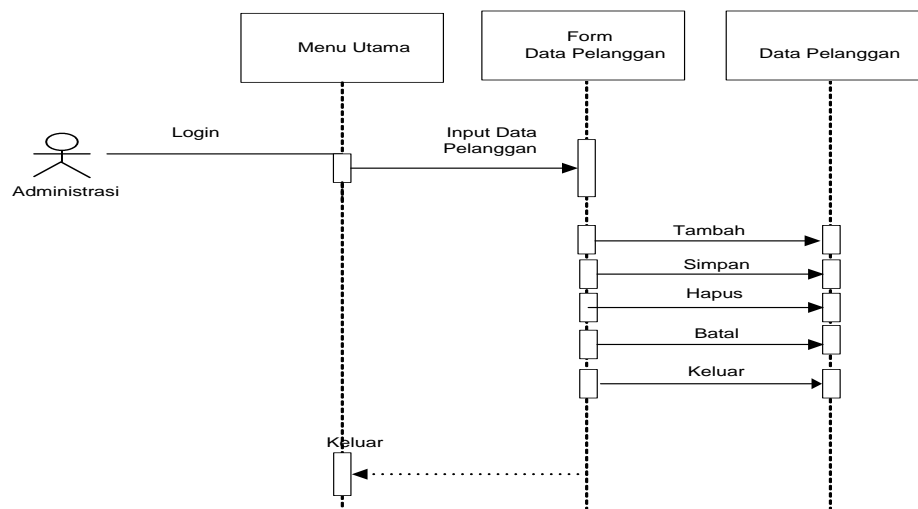 Menu Utama
Form
Data Pelanggan
Data Pelanggan
Login
Input Data
Pelanggan
Administrasi
Tambah
Simpan
Hapus
Batal
Keluar
Keluar